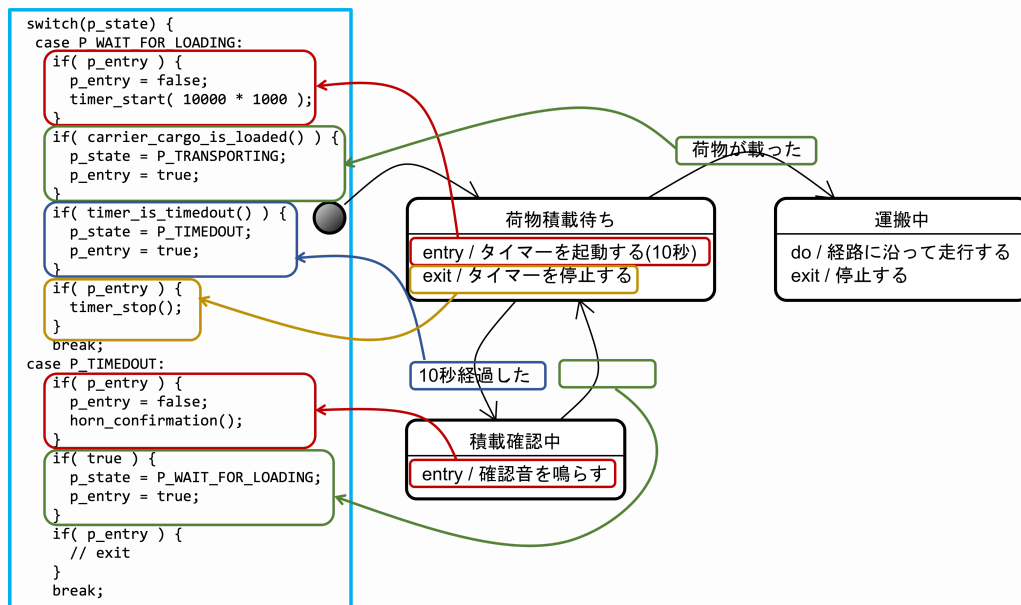 switch(p_state) {
case P_WAIT_FOR_LOADING:
if( p_entry ) {
p_entry = false;
timer_start( 10000 * 1000 );
}
if( carrier_cargo_is_loaded() ) {
p_state = P_TRANSPORTING;
p_entry = true;
}
if( timer_is_timedout() ) {
p_state = P_TIMEDOUT;
p_entry = true;
}
if( p_entry ) {
timer_stop();
}
break;
case P_TIMEDOUT:
if( p_entry ) {
p_entry = false;
horn_confirmation();
}
if( true ) {
p_state = P_WAIT_FOR_LOADING;
p_entry = true;
}
if( p_entry ) {
// exit
}
break;
荷物が載った
荷物積載待ち
entry / タイマーを起動する(10秒)
exit / タイマーを停止する
運搬中
do / 経路に沿って走行する
exit / 停止する
10秒経過した
積載確認中
entry / 確認音を鳴らす